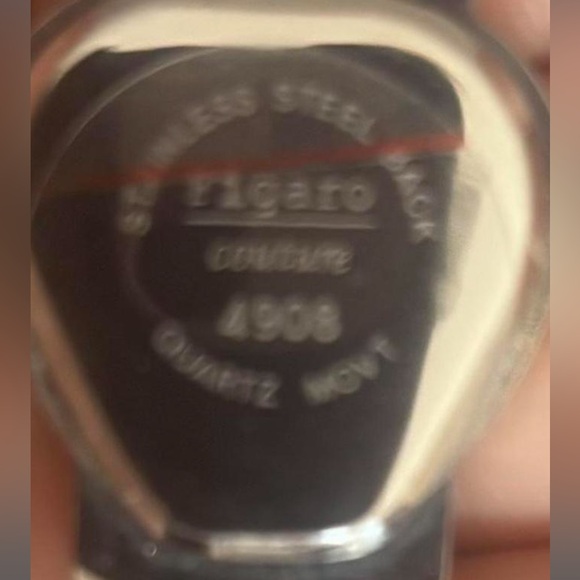 STAINLESS STEEL BACK
Figaro
couture
4908
QUARTZ MOVT